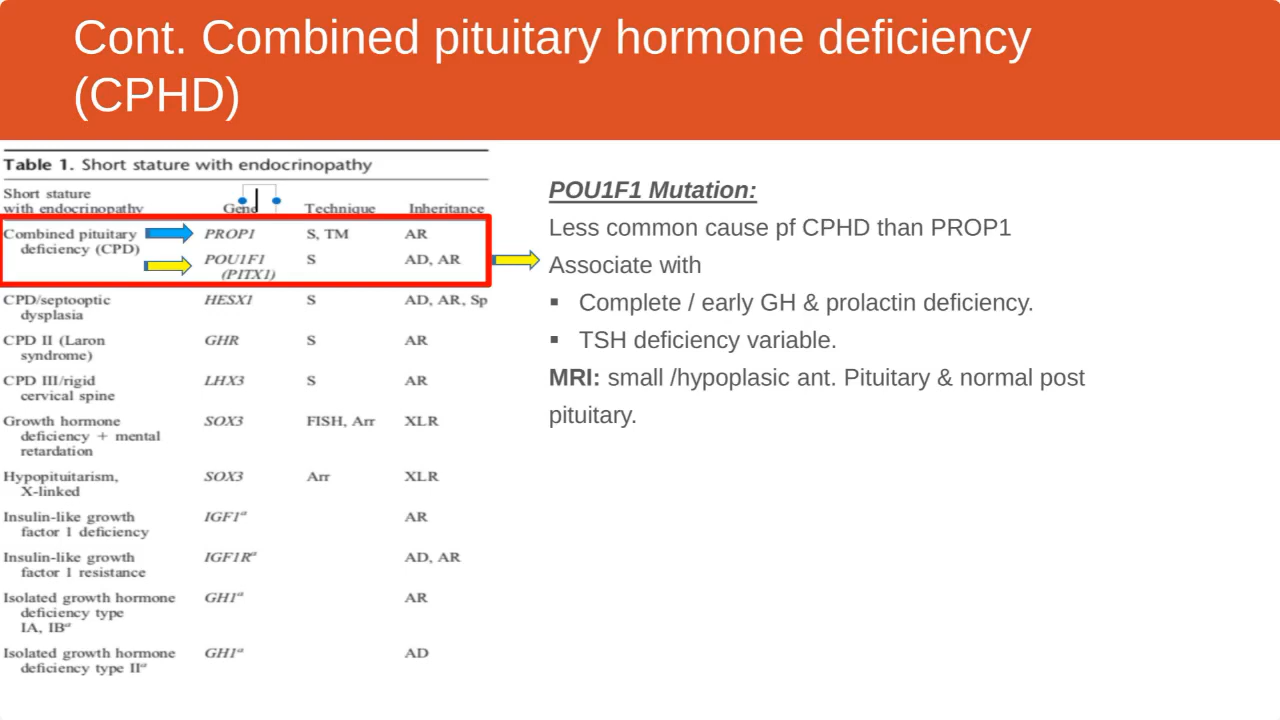 Cont. Combined pituitary hormone deficiency
(CPHD)
Table 1. Short stature with endocrinopathy
Short stature
with endocrinopathy Gene Technique Inheritance
Combined pituitary PROP1 S, TM AR
deficiency (CPD)
POU1F1 S AD, AR
(PITX1)
CPD/septooptic HESX1 S AD, AR, Sp
dysplasia
CPD II (Laron GHR S AR
syndrome)
CPD III/rigid LHX3 S AR
cervical spine
Growth hormone SOX3 FISH, Arr XLR
deficiency + mental
retardation
Hypopituitarism, SOX3 Arr XLR
X-linked
Insulin-like growth IGF1a AR
factor 1 deficiency
Insulin-like growth IGF1Ra AD, AR
factor 1 resistance
Isolated growth hormone GH1a AR
deficiency type
IA, IBa
Isolated growth hormone GH1a AD
deficiency type IIa
POU1F1 Mutation:
Less common cause pf CPHD than PROP1
Associate with
▪ Complete / early GH & prolactin deficiency.
▪ TSH deficiency variable.
MRI: small /hypoplasic ant. Pituitary & normal post
pituitary.